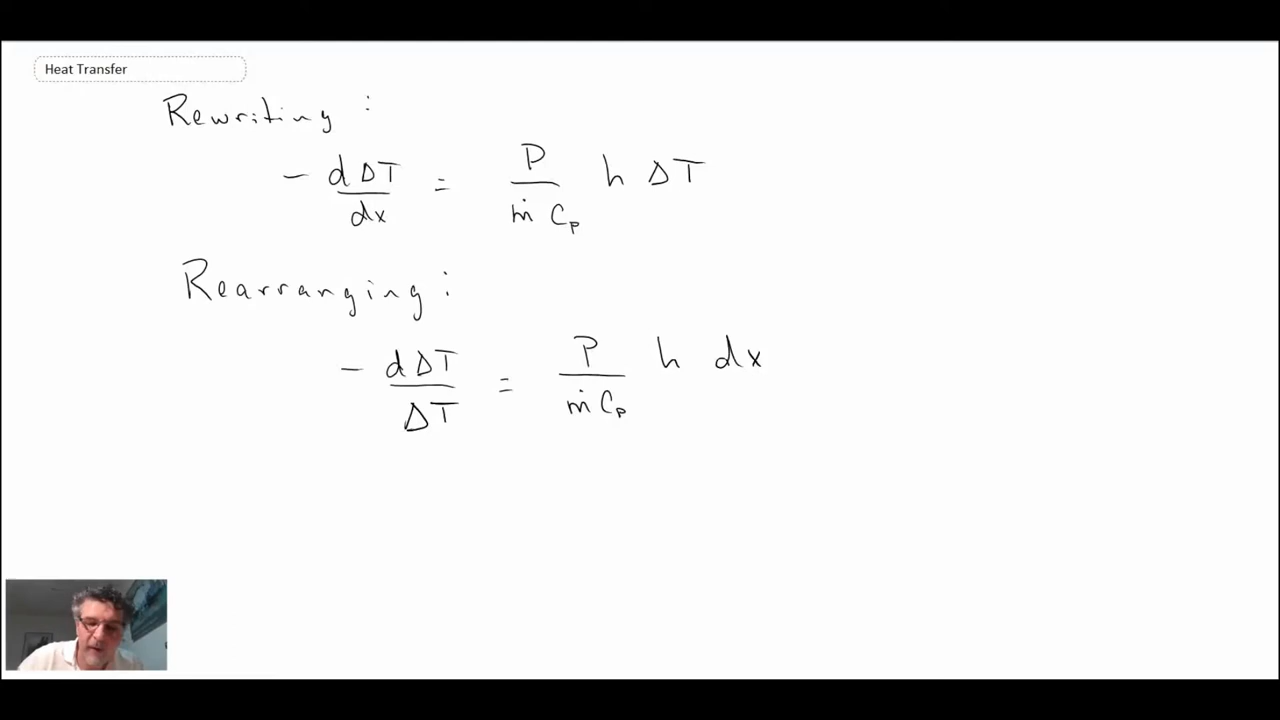 Heat Transfer
Rewriting :
- dΔT/dx = P/(ṁ Cₚ) h ΔT
Rearranging :
- dΔT/ΔT = P/(ṁ Cₚ) h dx